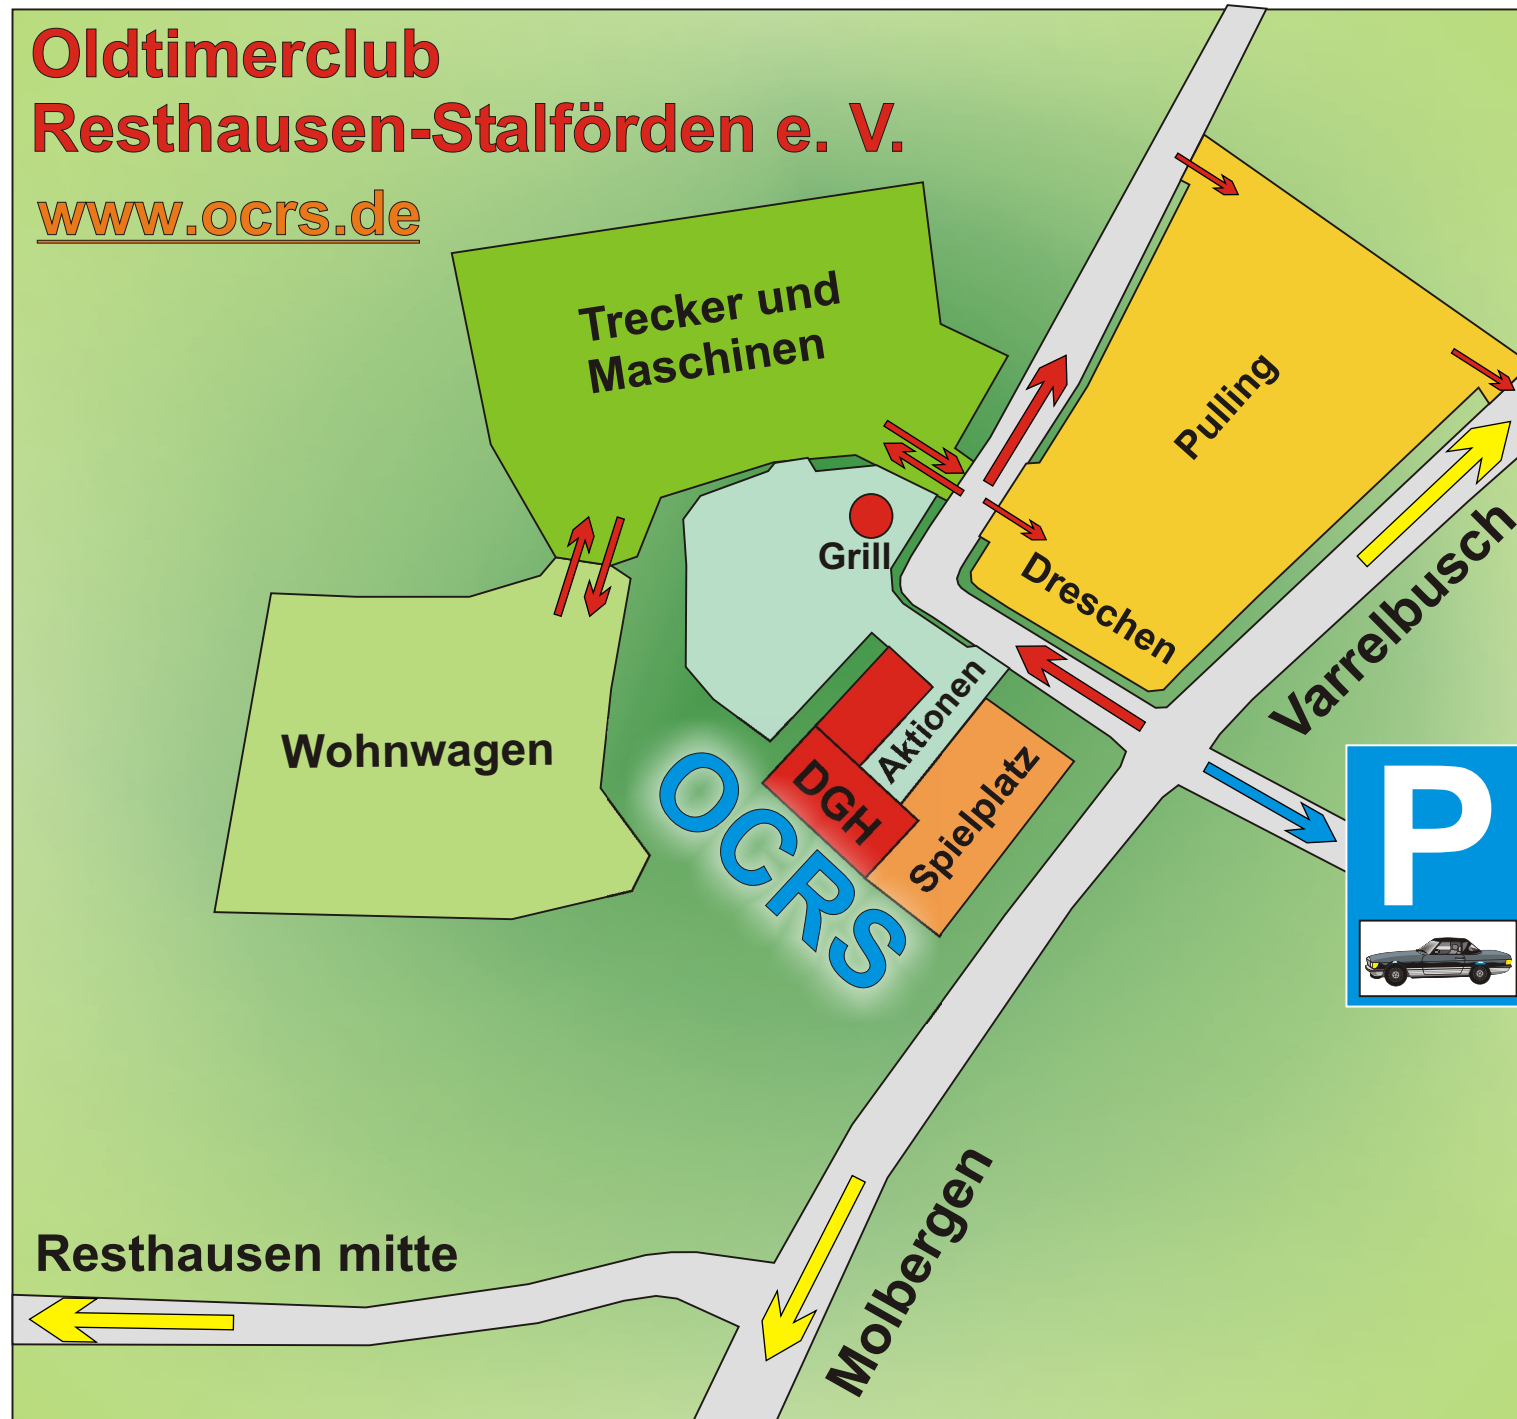 Oldtimerclub
Resthausen-Stalförden e. V.
www.ocrs.de
Trecker und
Maschinen
Pulling
Grill
Dreschen
Varrelbusch
Aktionen
Wohnwagen
DGH
Spielplatz
OCRS
P
Molbergen
Resthausen mitte